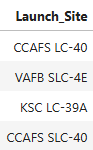 Launch_Site
CCAFS LC-40
VAFB SLC-4E
KSC LC-39A
CCAFS SLC-40